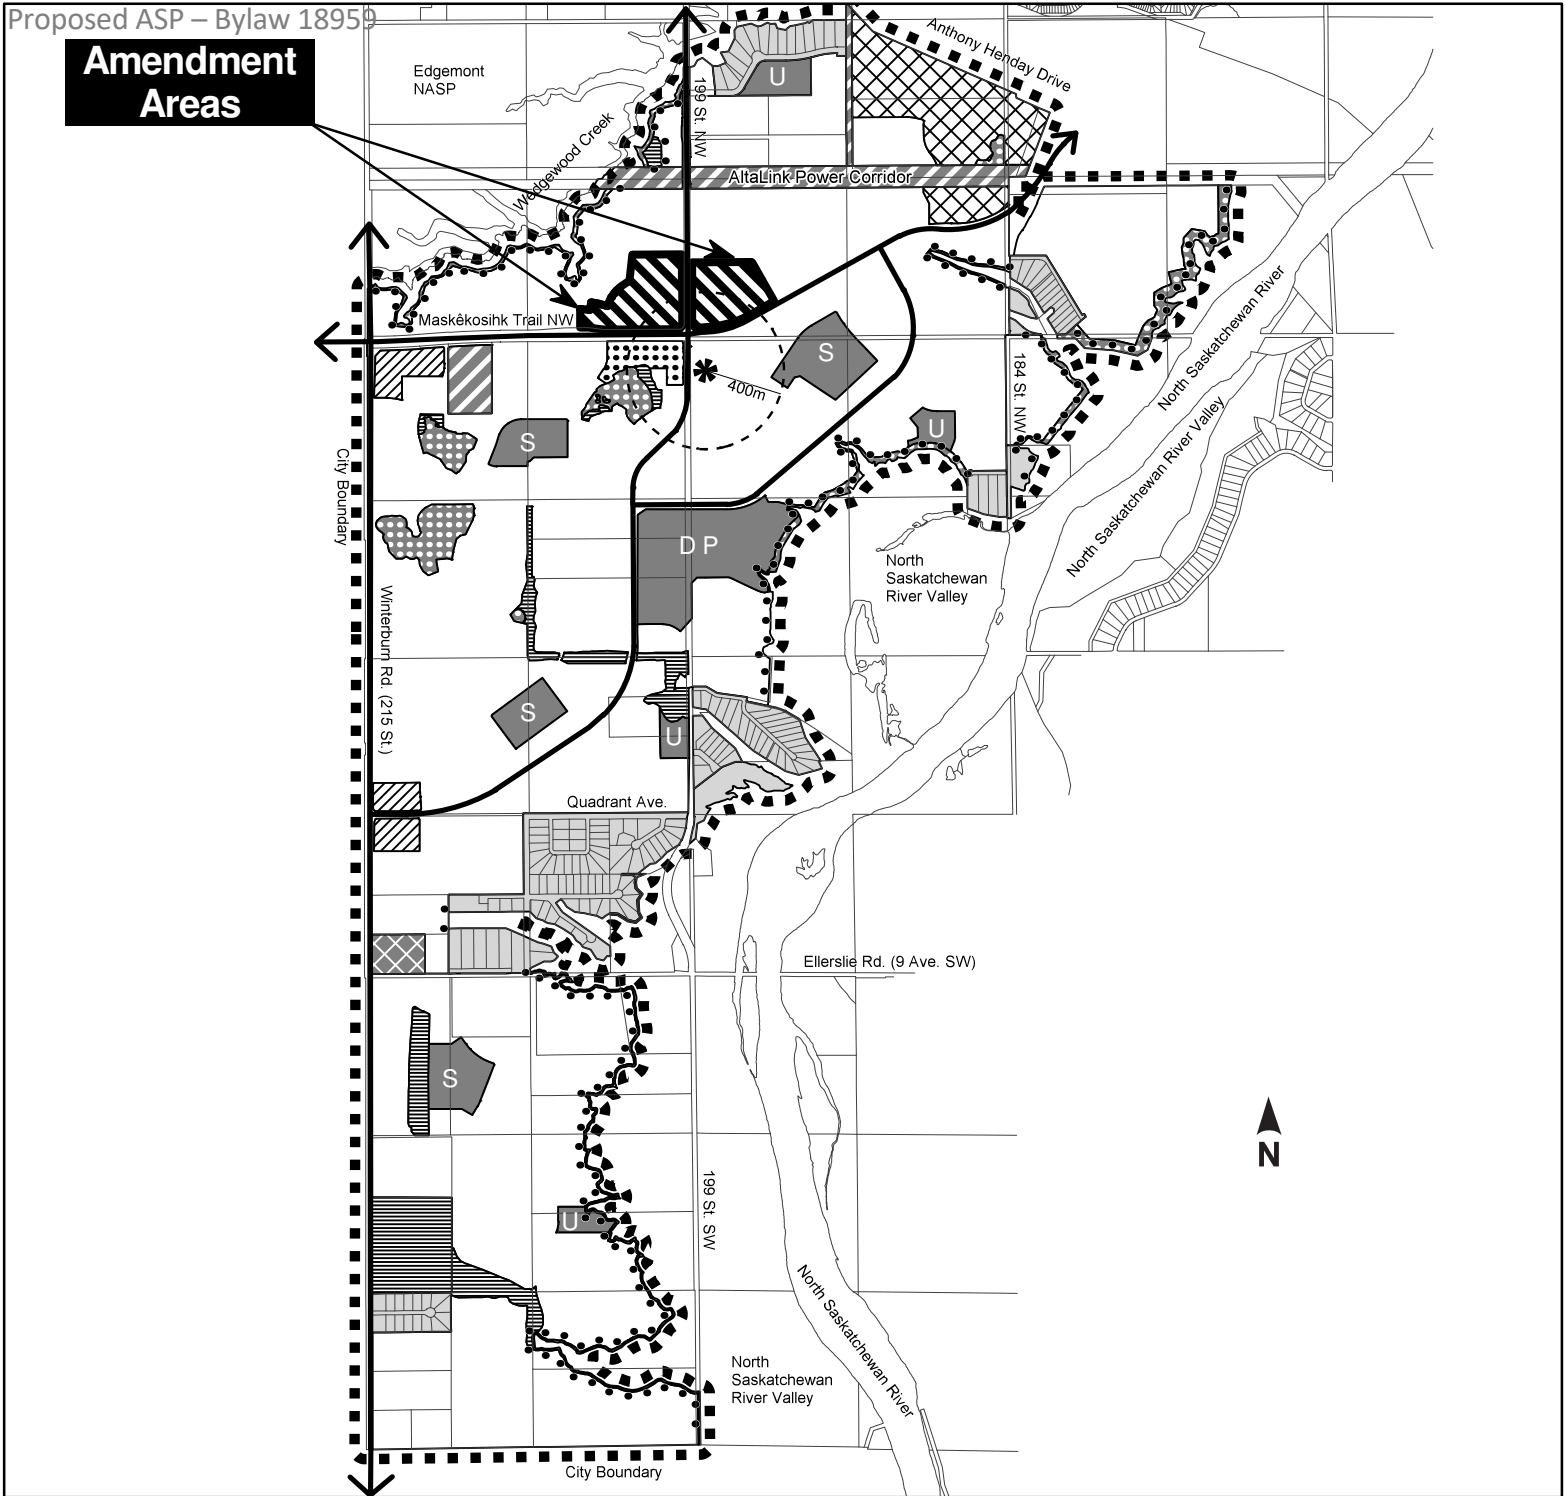 Proposed ASP – Bylaw 18959
Amendment
Areas
Edgemont
NASP
Anthony Henday Drive
U
199 St. NW
Wedgewood Creek
AltaLink Power Corridor
Maskêkosihk Trail NW
North Saskatchewan River
S
400m
184 St. NW
S
U
City Boundary
North Saskatchewan River Valley
D P
North
Saskatchewan
River Valley
Winterburn Rd. (215 St.)
S
U
Quadrant Ave.
Ellerslie Rd. (9 Ave. SW)
S
N
199 St. SW
U
North Saskatchewan River
North
Saskatchewan
River Valley
City Boundary